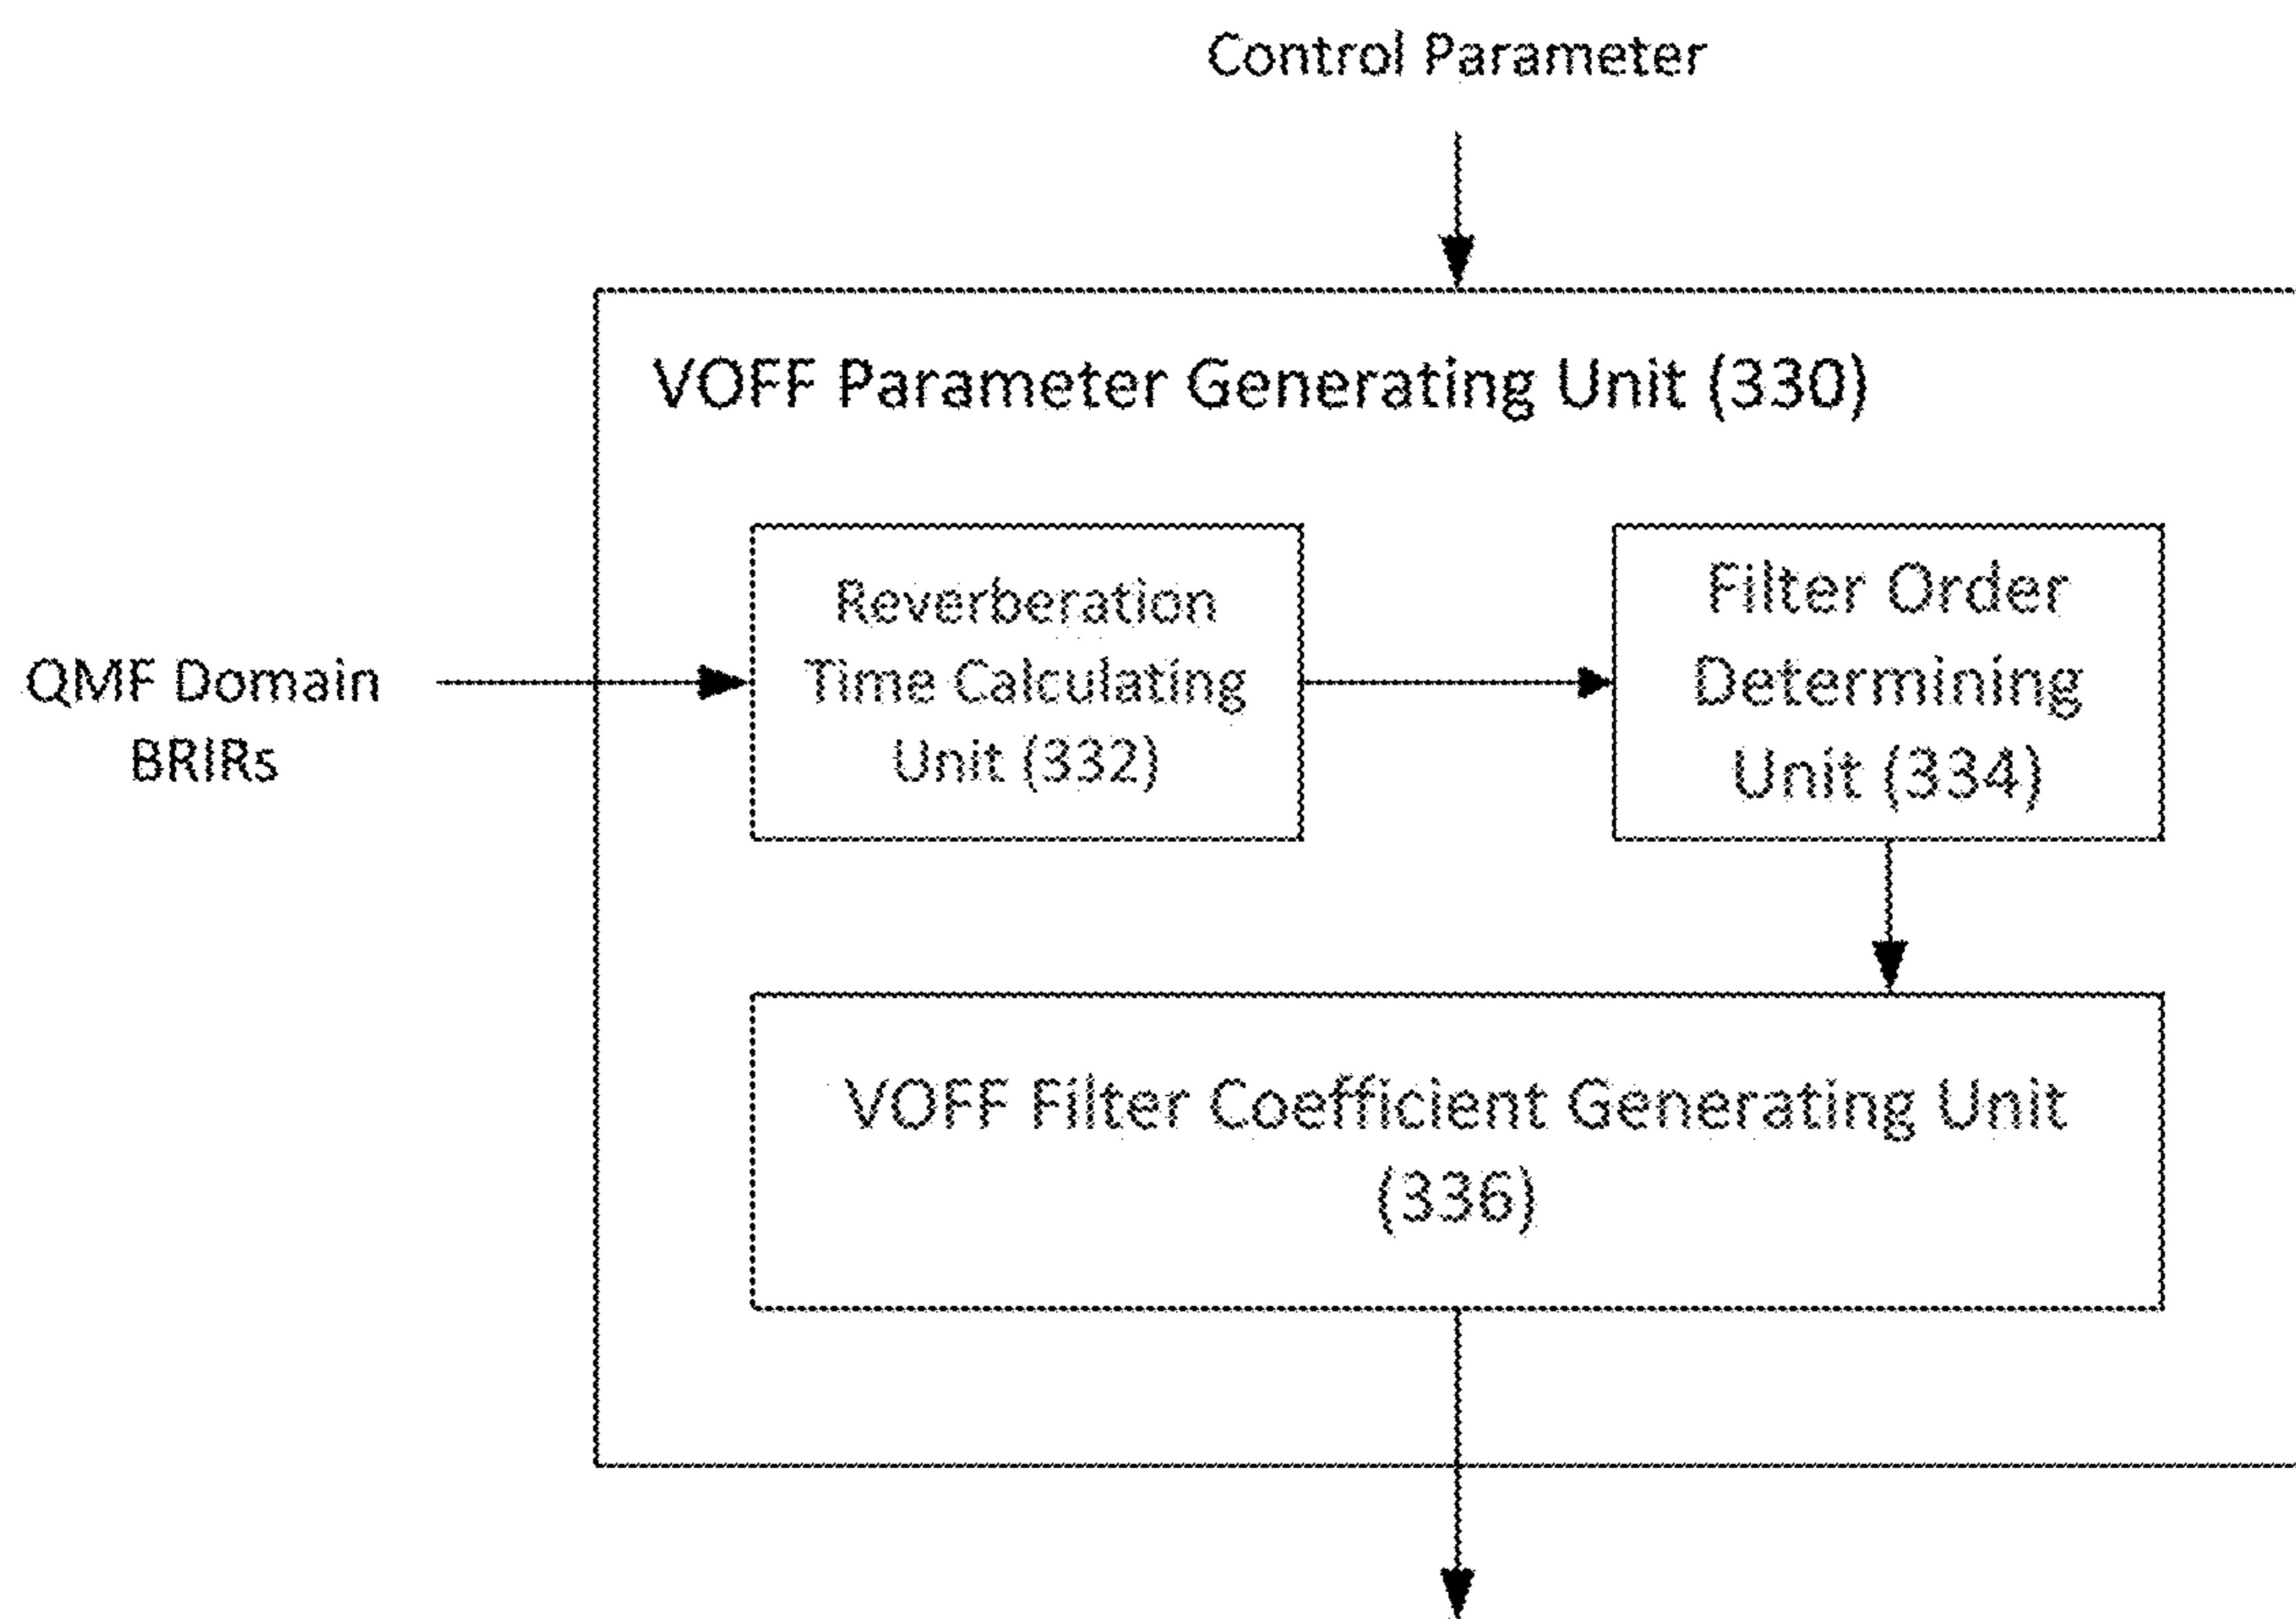 Control Parameter
VOFF Parameter Generating Unit (330)
QMF Domain
BRIRs
Reverberation
Time Calculating
Unit (332)
Filter Order
Determining
Unit (334)
VOFF Filter Coefficient Generating Unit
(336)